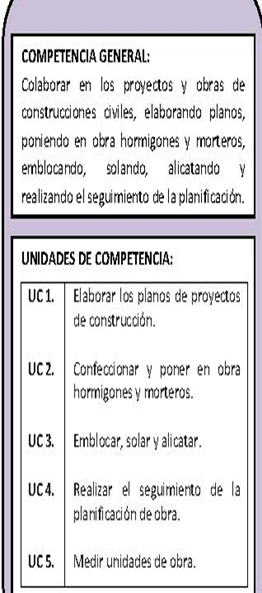 COMPETENCIA GENERAL:
Colaborar en los proyectos y obras de
construcciones civiles, elaborando planos,
poniendo en obra hormigones y morteros,
emblocando, solando, alicatando y
realizando el seguimiento de la planificación.
UNIDADES DE COMPETENCIA:
UC 1. Elaborar los planos de proyectos
de construcción.
UC 2. Confeccionar y poner en obra
hormigones y morteros.
UC 3. Emblocar, solar y alicatar.
UC 4. Realizar el seguimiento de la
planificación de obra.
UC 5. Medir unidades de obra.